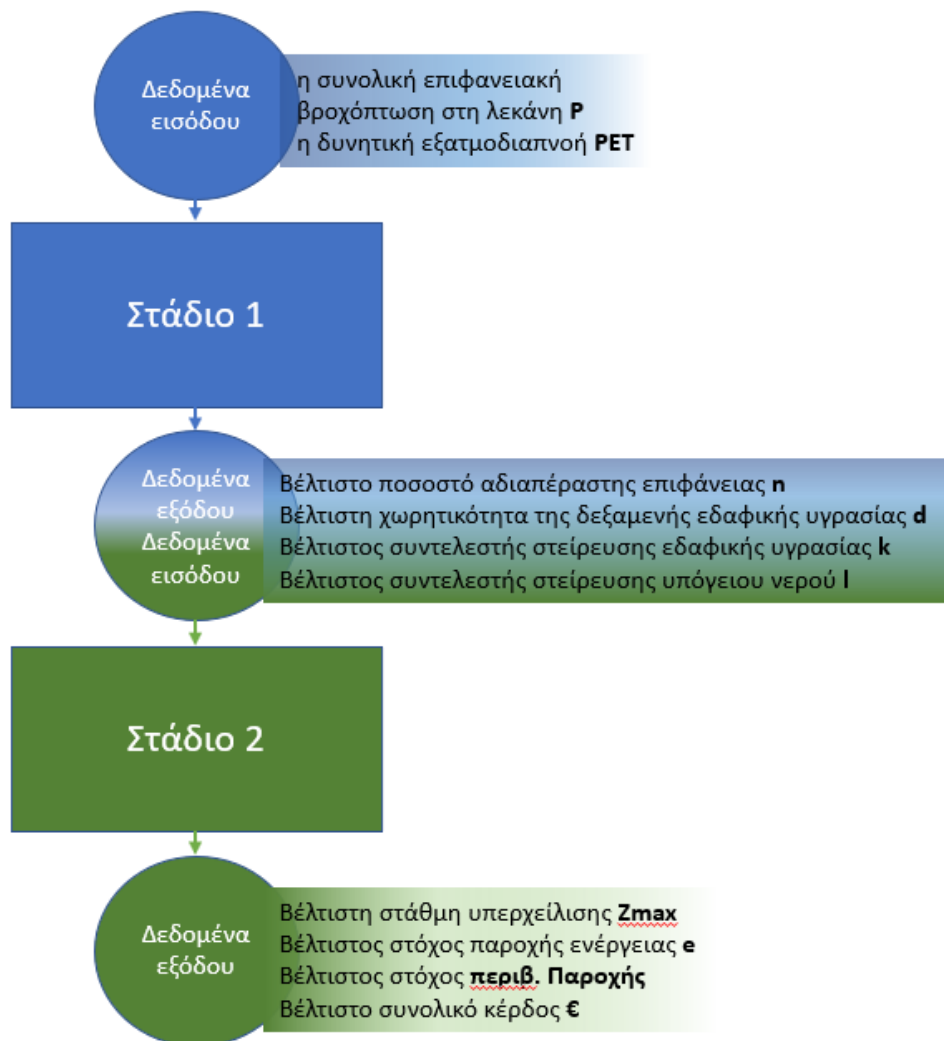 Δεδομένα
εισόδου
η συνολική επιφανειακή
βροχόπτωση στη λεκάνη P
η δυνητική εξατμοδιαπνοή PET
Στάδιο 1
Δεδομένα
εξόδου
Δεδομένα
εισόδου
Βέλτιστο ποσοστό αδιαπέραστης επιφάνειας n
Βέλτιστη χωρητικότητα της δεξαμενής εδαφικής υγρασίας d
Βέλτιστος συντελεστής στείρευσης εδαφικής υγρασίας k
Βέλτιστος συντελεστής στείρευσης υπόγειου νερού l
Στάδιο 2
Δεδομένα
εξόδου
Βέλτιστη στάθμη υπερχείλισης Zmax
Βέλτιστος στόχος παροχής ενέργειας e
Βέλτιστος στόχος περιβ. Παροχής
Βέλτιστο συνολικό κέρδος €